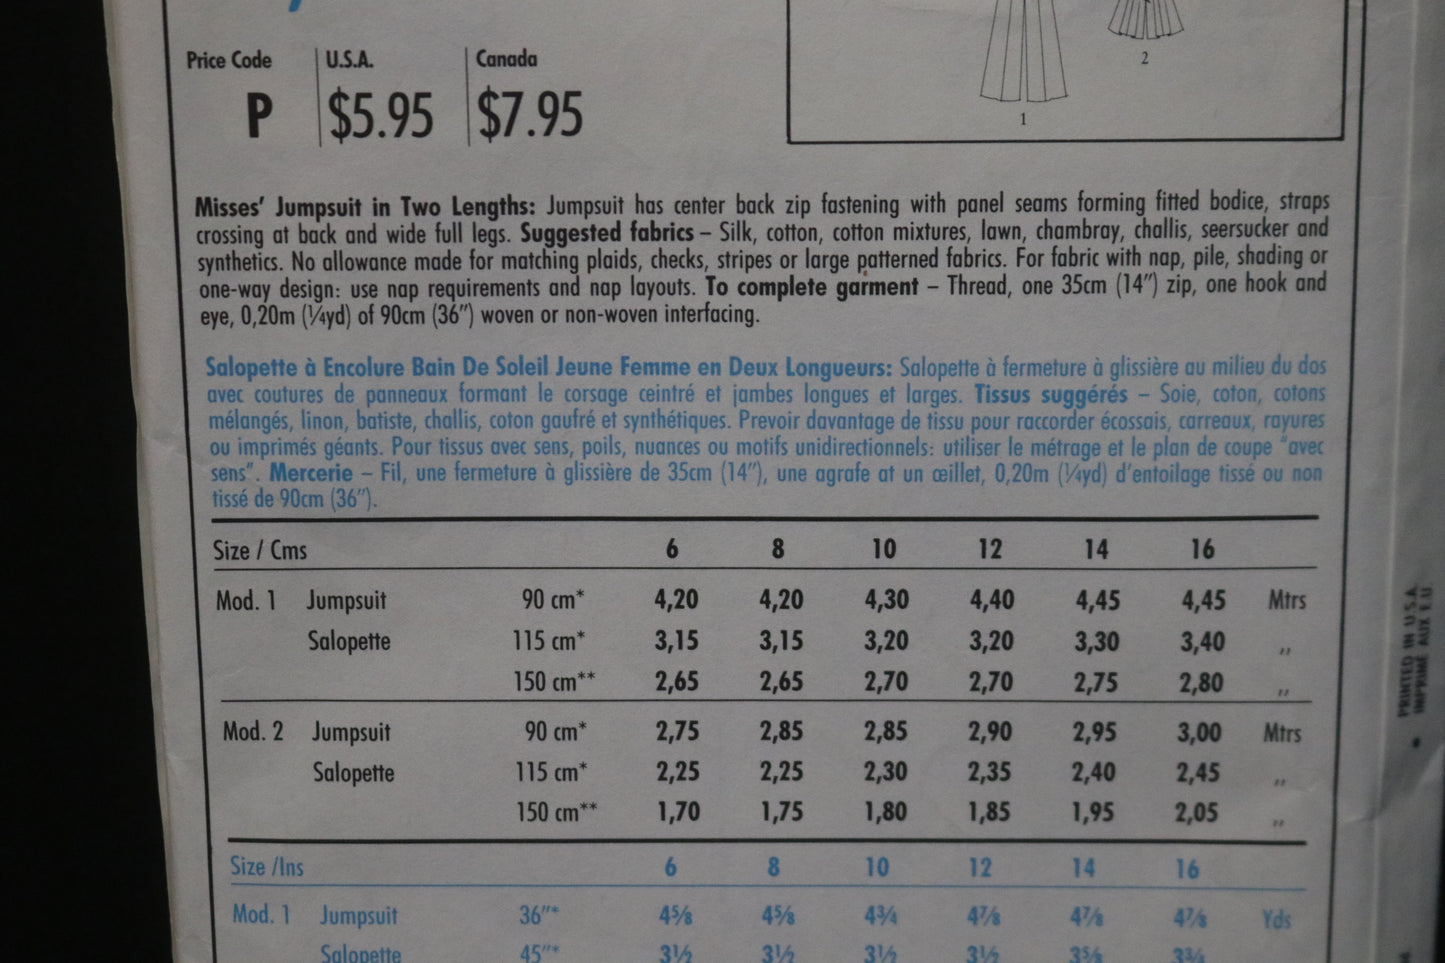 Price Code U.S.A. Canada
P $5.95 $7.95
1
2
Misses' Jumpsuit in Two Lengths: Jumpsuit has center back zip fastening with panel seams forming fitted bodice, straps
crossing at back and wide full legs. Suggested fabrics – Silk, cotton, cotton mixtures, lawn, chambray, challis, seersucker and
synthetics. No allowance made for matching plaids, checks, stripes or large patterned fabrics. For fabric with nap, pile, shading or
one-way design: use nap requirements and nap layouts. To complete garment – Thread, one 35cm (14″) zip, one hook and
eye, 0,20m (¼yd) of 90cm (36″) woven or non-woven interfacing.
Salopette à Encolure Bain De Soleil Jeune Femme en Deux Longueurs: Salopette à fermeture à glissière au milieu du dos
avec coutures de panneaux formant le corsage ceintré et jambes longues et larges. Tissus suggérés – Soie, coton, cotons
mélangés, linon, batiste, challis, coton gaufré et synthétiques. Prevoir davantage de tissu pour raccorder écossais, carreaux, rayures
ou imprimés géants. Pour tissus avec sens, poils, nuances ou motifs unidirectionnels: utiliser le métrage et le plan de coupe "avec
sens". Mercerie – Fil, une fermeture à glissière de 35cm (14″), une agrafe at un œillet, 0,20m (¼yd) d'entoilage tissé ou non
tissé de 90cm (36″).
Size / Cms 6 8 10 12 14 16
Mod. 1 Jumpsuit 90 cm* 4,20 4,20 4,30 4,40 4,45 4,45 Mtrs
Salopette 115 cm* 3,15 3,15 3,20 3,20 3,30 3,40 ,,
150 cm** 2,65 2,65 2,70 2,70 2,75 2,80 ,,
Mod. 2 Jumpsuit 90 cm* 2,75 2,85 2,85 2,90 2,95 3,00 Mtrs
Salopette 115 cm* 2,25 2,25 2,30 2,35 2,40 2,45 ,,
150 cm** 1,70 1,75 1,80 1,85 1,95 2,05 ,,
Size /Ins 6 8 10 12 14 16
Mod. 1 Jumpsuit 36″* 4⅝ 4⅝ 4¾ 4⅞ 4⅞ 4⅞ Yds
Salopette 45″* 3½ 3½ 3½ 3½ 3⅝ 3¾
PRINTED IN U.S.A.
IMPRIMÉ AUX E.U.